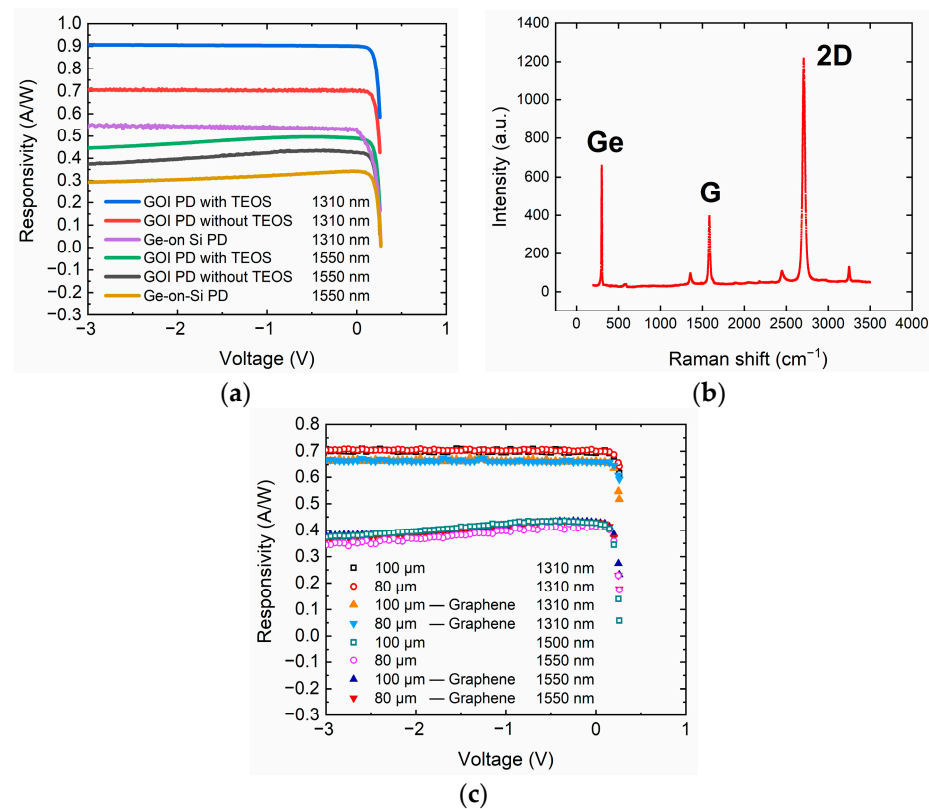 1.0
0.9
0.8
0.7
0.6
0.5
0.4
0.3
0.2
0.1
0.0
−0.1
−0.2
−0.3
Responsivity (A/W)
GOI PD with TEOS 1310 nm
GOI PD without TEOS 1310 nm
Ge-on Si PD 1310 nm
GOI PD with TEOS 1550 nm
GOI PD without TEOS 1550 nm
Ge-on-Si PD 1550 nm
−3 −2 −1 0 1
Voltage (V)
(a)
1400
1200
1000
800
600
400
200
0
Intensity (a.u.)
Ge
G
2D
0 500 1000 1500 2000 2500 3000 3500 4000
Raman shift (cm−1)
(b)
0.8
0.7
0.6
0.5
0.4
0.3
0.2
0.1
0.0
−0.1
−0.2
−0.3
Responsivity (A/W)
100 µm 1310 nm
80 µm 1310 nm
100 µm — Graphene 1310 nm
80 µm — Graphene 1310 nm
100 µm 1500 nm
80 µm 1550 nm
100 µm — Graphene 1550 nm
80 µm — Graphene 1550 nm
−3 −2 −1 0 1
Voltage (V)
(c)